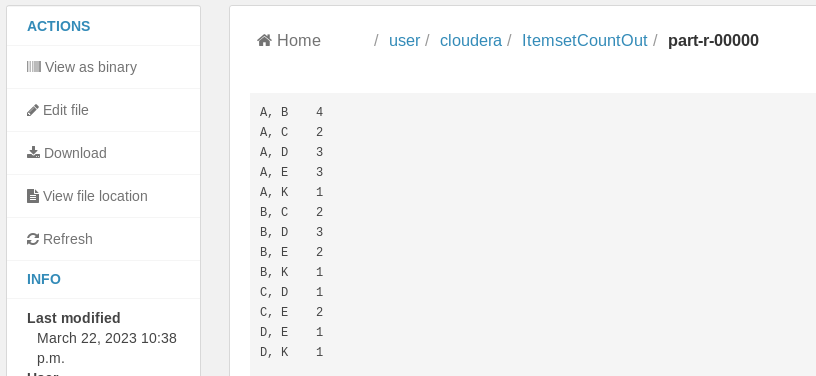 ACTIONS
View as binary
Edit file
Download
View file location
Refresh
INFO
Last modified
March 22, 2023 10:38
p.m.
User
Home / user / cloudera / ItemsetCountOut / part-r-00000
A, B 4
A, C 2
A, D 3
A, E 3
A, K 1
B, C 2
B, D 3
B, E 2
B, K 1
C, D 1
C, E 2
D, E 1
D, K 1